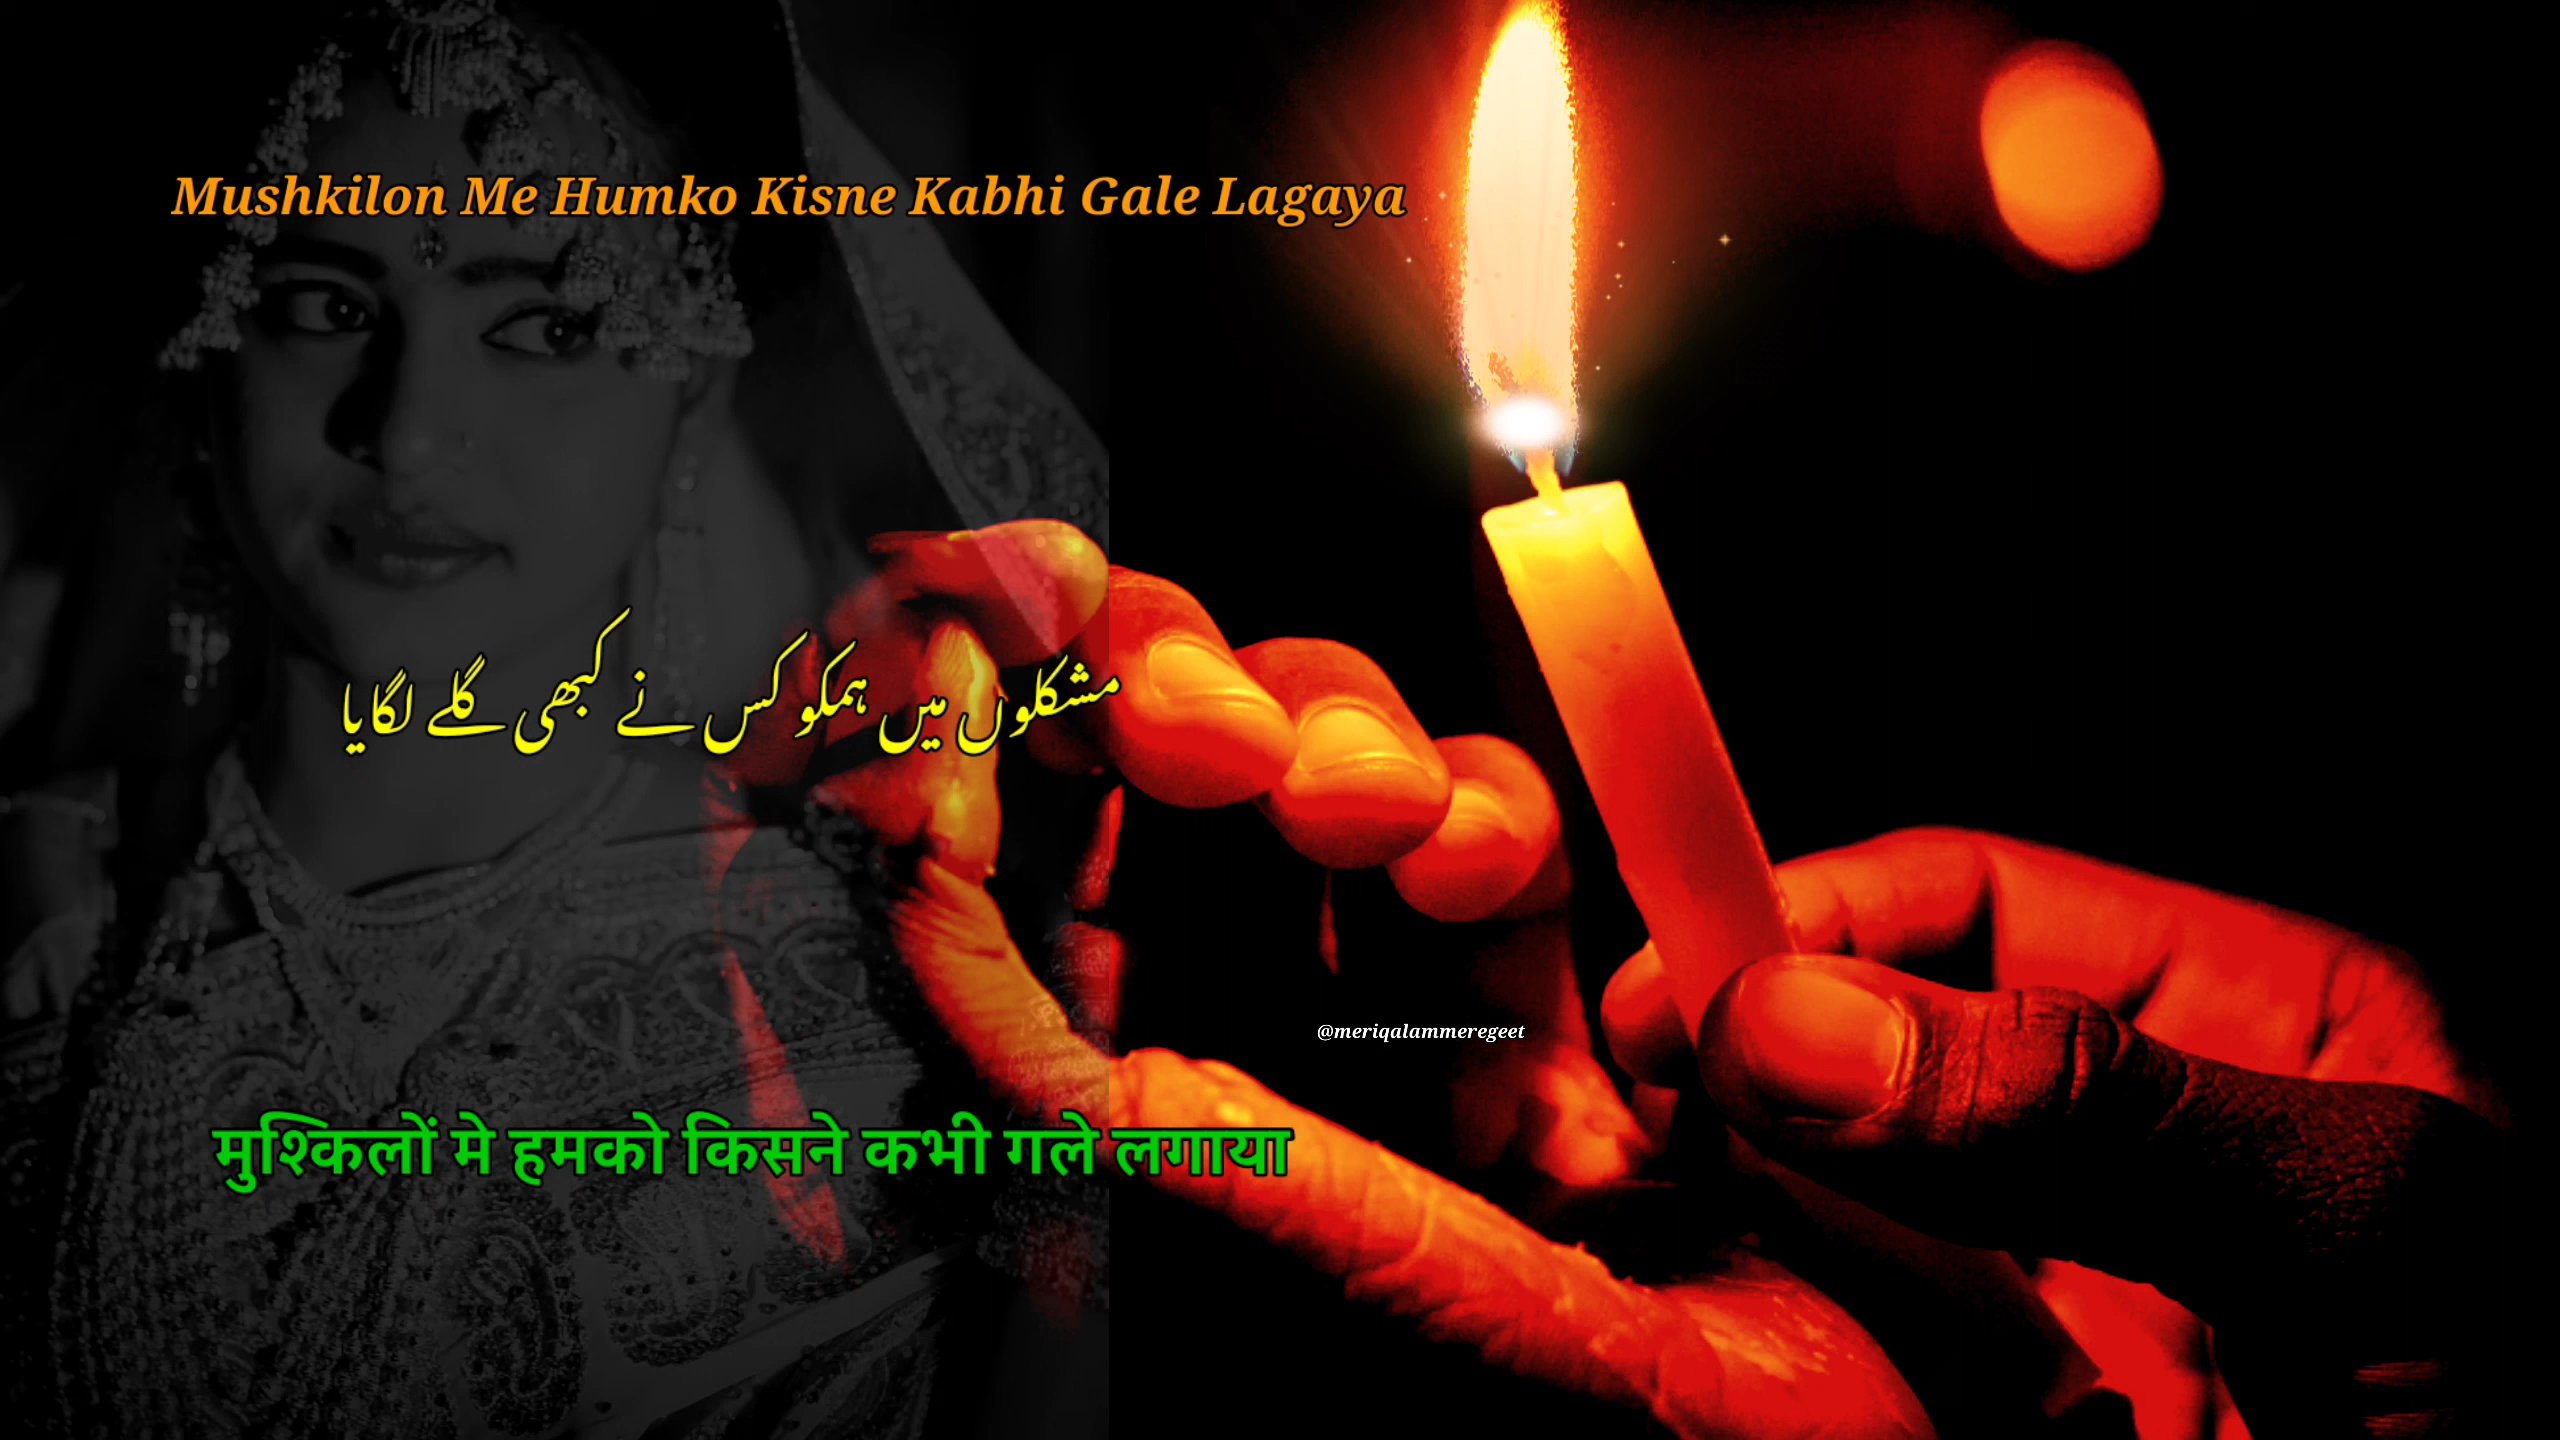 Mushkilon Me Humko Kisne Kabhi Gale Lagaya
مشکلوں میں ہمکو کس نے کبھی گلے لگایا
@meriqalammeregeet
मुश्किलों मे हमको किसने कभी गले लगाया